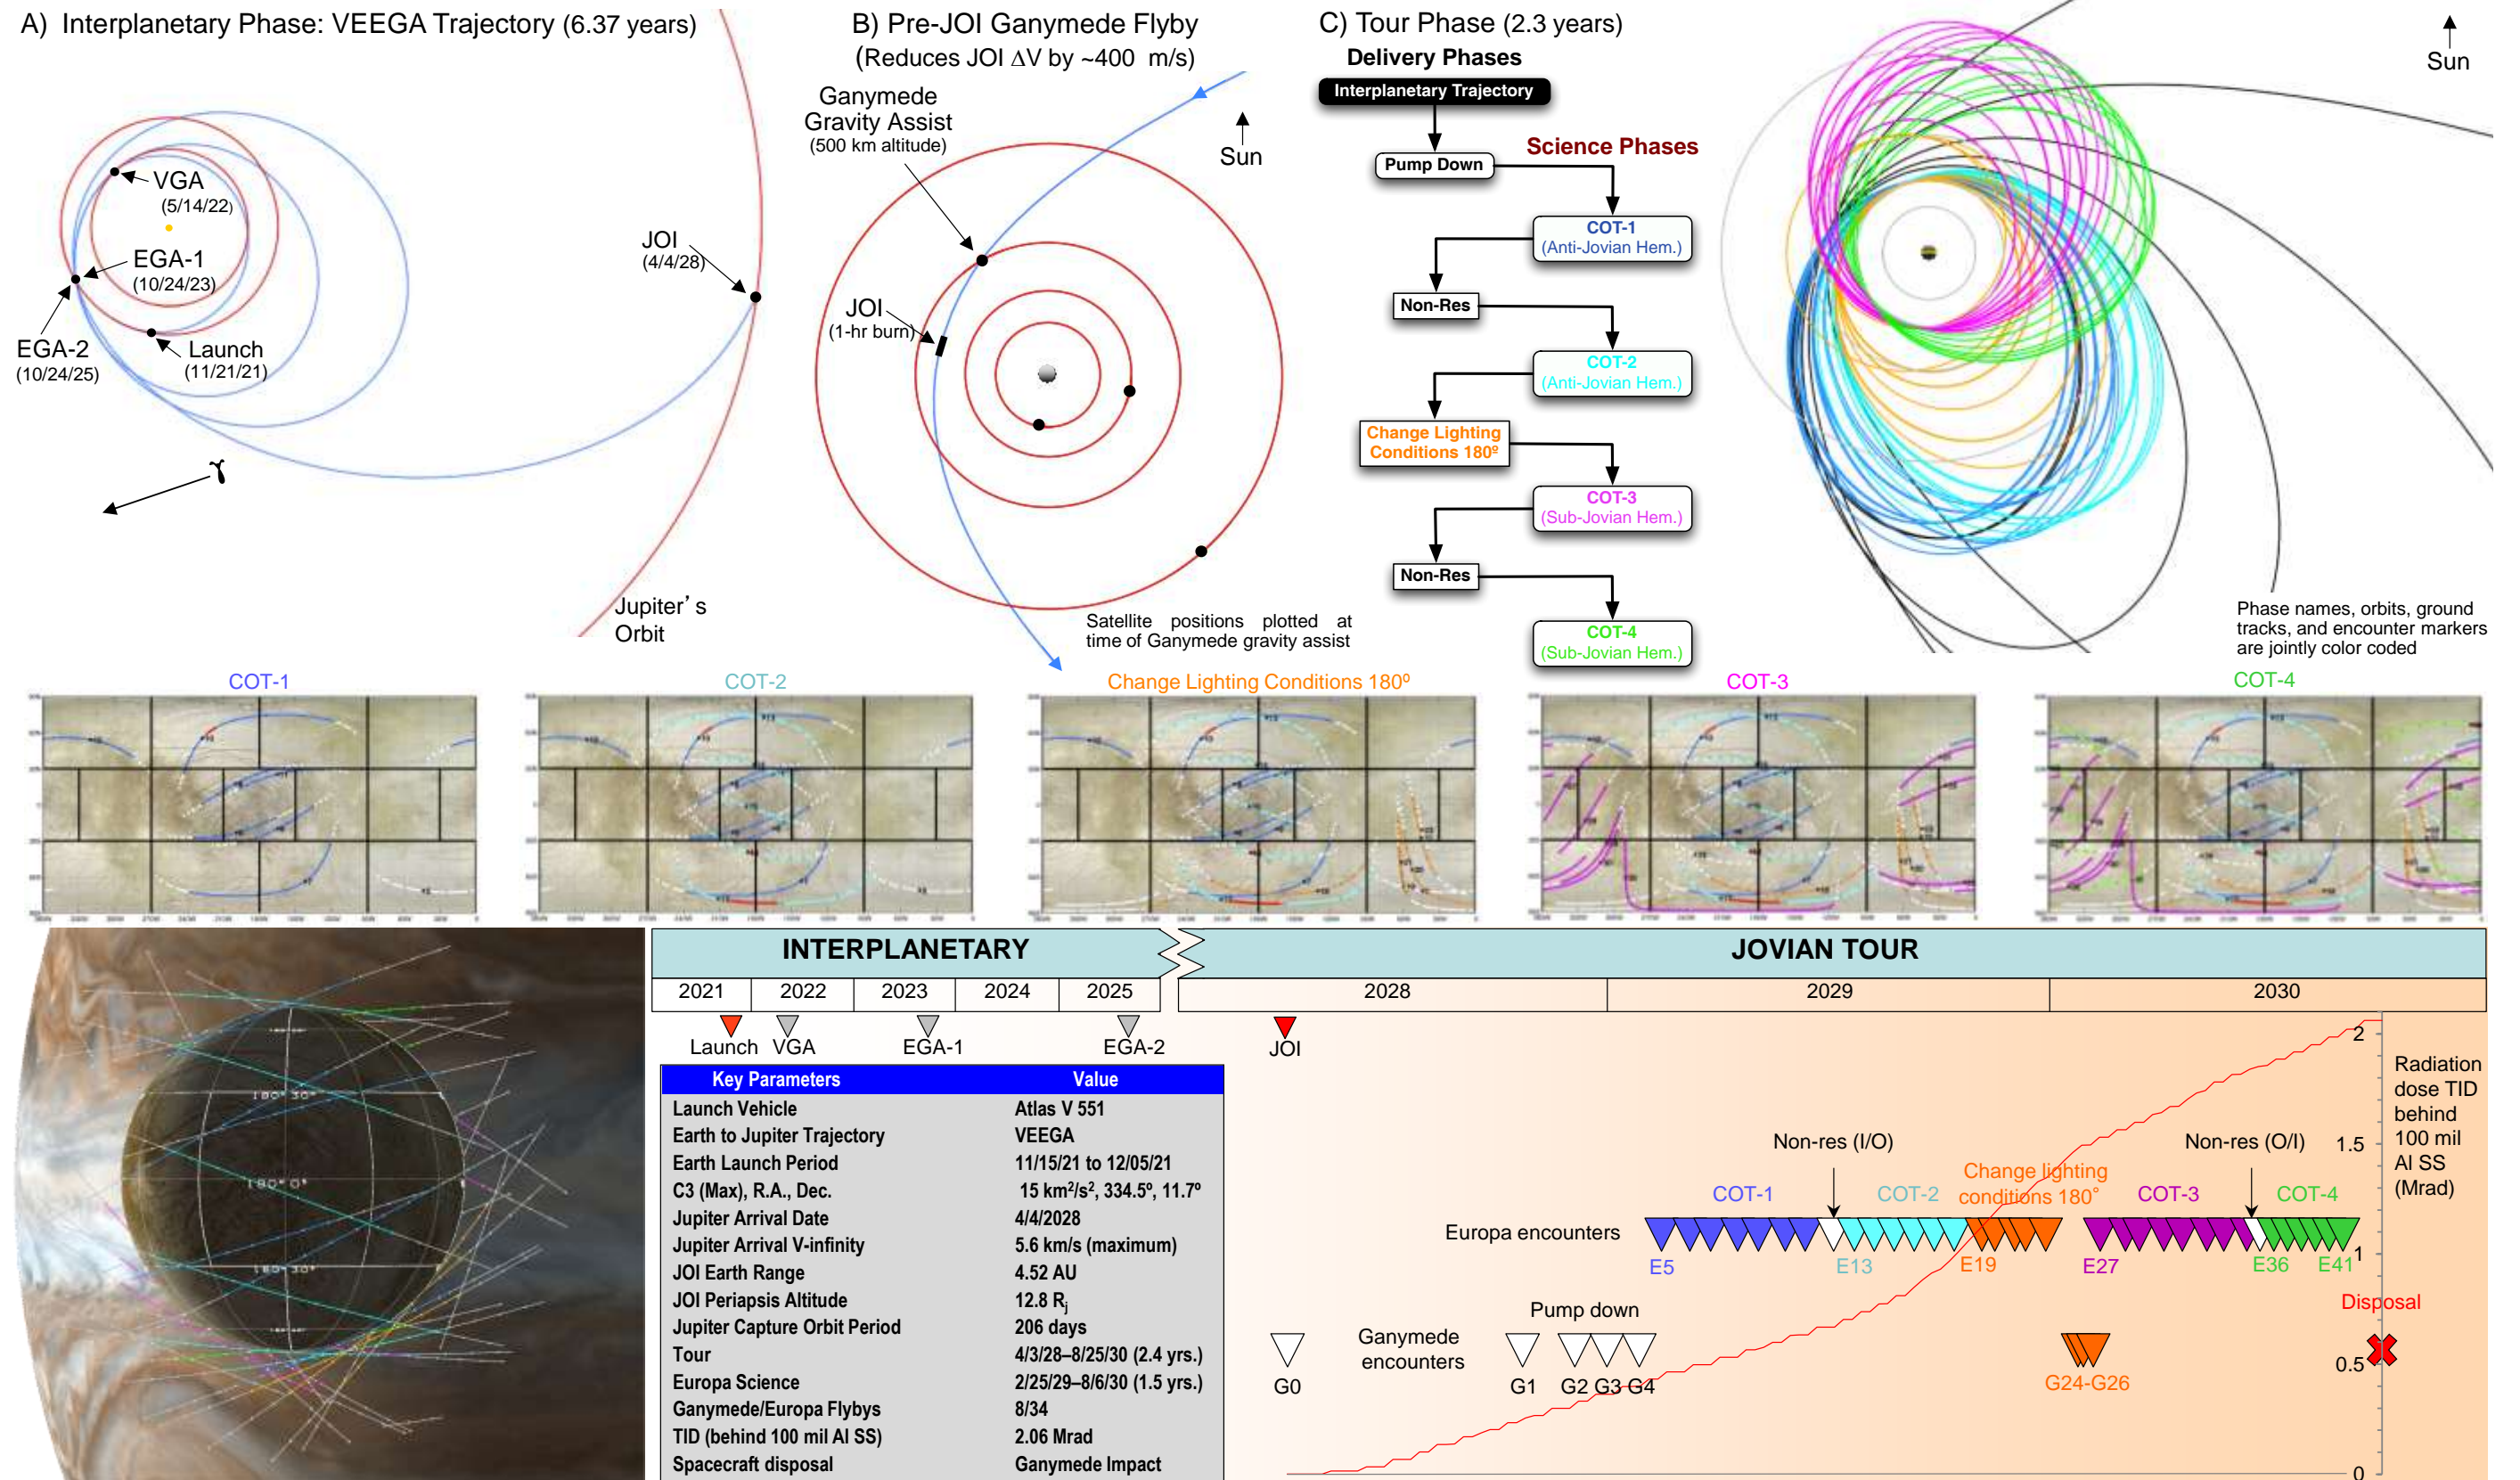 A) Interplanetary Phase: VEEGA Trajectory (6.37 years)
VGA
(5/14/22)
EGA-1
(10/24/23)
EGA-2
(10/24/25)
Launch
(11/21/21)
JOI
(4/4/28)
Jupiter's
Orbit
B) Pre-JOI Ganymede Flyby
(Reduces JOI ΔV by ~400 m/s)
Ganymede
Gravity Assist
(500 km altitude)
Sun
JOI
(1-hr burn)
Satellite positions plotted at
time of Ganymede gravity assist
C) Tour Phase (2.3 years)
Delivery Phases
Interplanetary Trajectory
Science Phases
Pump Down
COT-1
(Anti-Jovian Hem.)
Non-Res
COT-2
(Anti-Jovian Hem.)
Change Lighting
Conditions 180º
COT-3
(Sub-Jovian Hem.)
Non-Res
COT-4
(Sub-Jovian Hem.)
Sun
Phase names, orbits, ground
tracks, and encounter markers
are jointly color coded
COT-1
COT-2
Change Lighting Conditions 180º
COT-3
COT-4
180° 30°
180° 0°
180° -30°
INTERPLANETARY
JOVIAN TOUR
2021 2022 2023 2024 2025 2028 2029 2030
Launch VGA EGA-1 EGA-2 JOI
Key Parameters Value
Launch Vehicle Atlas V 551
Earth to Jupiter Trajectory VEEGA
Earth Launch Period 11/15/21 to 12/05/21
C3 (Max), R.A., Dec. 15 km²/s², 334.5º, 11.7º
Jupiter Arrival Date 4/4/2028
Jupiter Arrival V-infinity 5.6 km/s (maximum)
JOI Earth Range 4.52 AU
JOI Periapsis Altitude 12.8 Rj
Jupiter Capture Orbit Period 206 days
Tour 4/3/28–8/25/30 (2.4 yrs.)
Europa Science 2/25/29–8/6/30 (1.5 yrs.)
Ganymede/Europa Flybys 8/34
TID (behind 100 mil Al SS) 2.06 Mrad
Spacecraft disposal Ganymede Impact
2
1.5
1
0.5
0
Radiation
dose TID
behind
100 mil
Al SS
(Mrad)
Non-res (I/O)
Non-res (O/I)
Change lighting
conditions 180°
COT-1 COT-2 COT-3 COT-4
Europa encounters
E5 E13 E19 E27 E36 E41
Disposal
Pump down
Ganymede
encounters
G0 G1 G2 G3 G4 G24-G26